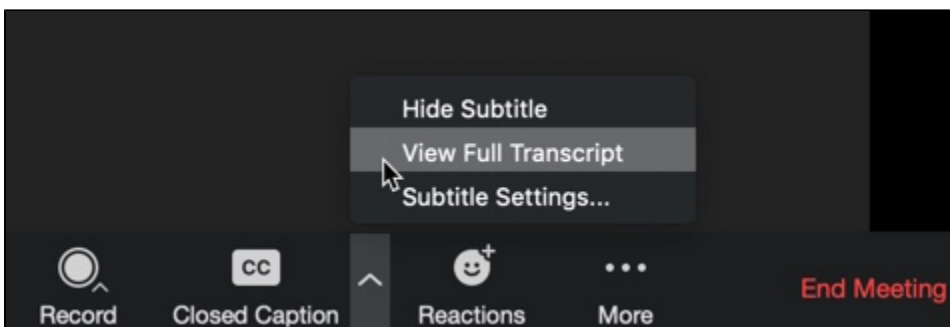 Hide Subtitle
View Full Transcript
Subtitle Settings...
CC
End Meeting
Record
Closed Caption
Reactions
More